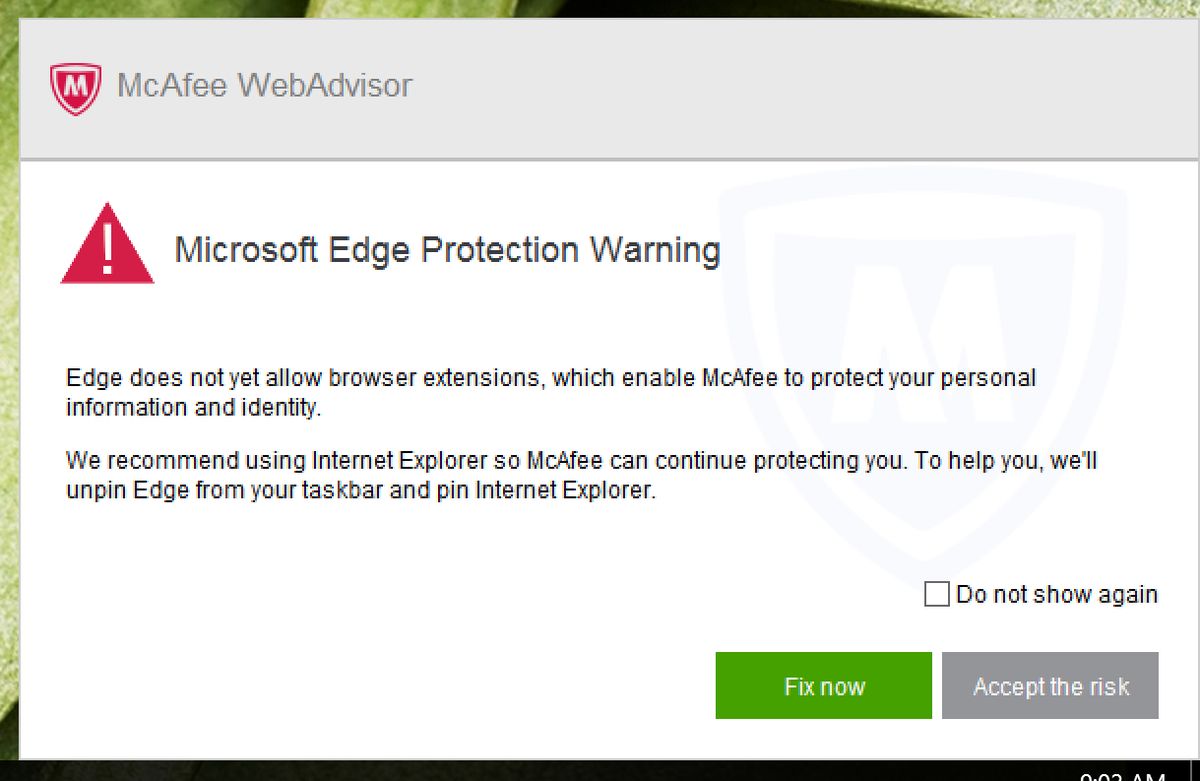 McAfee WebAdvisor
Microsoft Edge Protection Warning
Edge does not yet allow browser extensions, which enable McAfee to protect your personal
information and identity.
We recommend using Internet Explorer so McAfee can continue protecting you. To help you, we'll
unpin Edge from your taskbar and pin Internet Explorer.
Do not show again
Fix now
Accept the risk